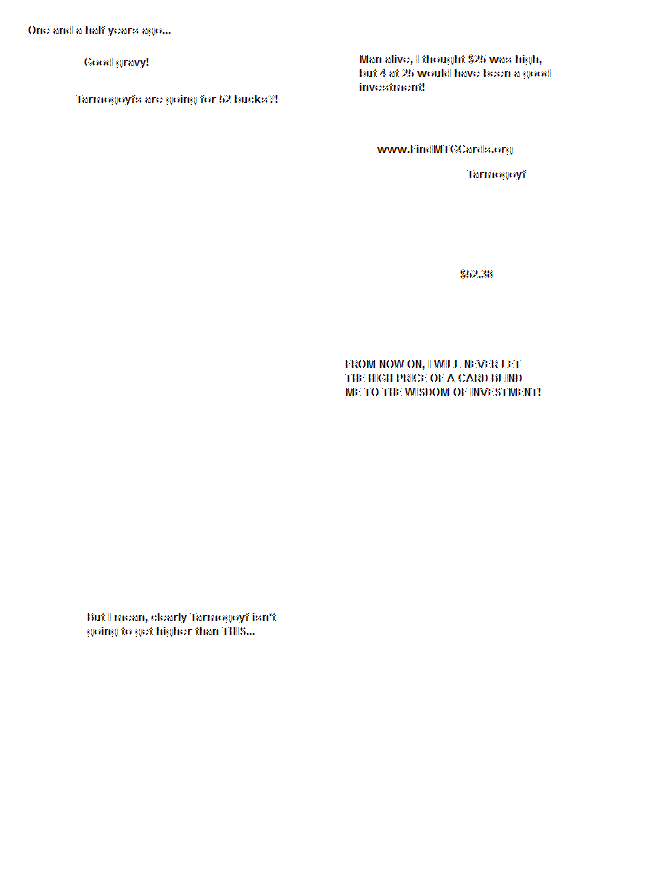 One and a half years ago...
Good gravy!
Tarmogoyfs are going for 52 bucks?!
Man alive, I thought $25 was high,
but 4 at 25 would have been a good
investment!
www.FindMTGCards.org
Tarmogoyf
$52.38
FROM NOW ON, I WILL NEVER LET
THE HIGH PRICE OF A CARD BLIND
ME TO THE WISDOM OF INVESTMENT!
But I mean, clearly Tarmogoyf isn't
going to get higher than THIS...